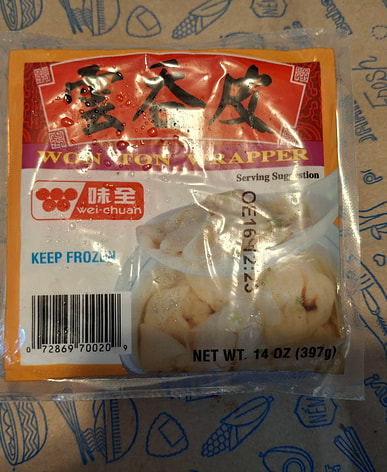 雲吞皮
WON TON WRAPPER
Serving Suggestion
味全
wei-chuan
KEEP FROZEN
0 72869 70020 9
NET WT. 14 OZ (397g)